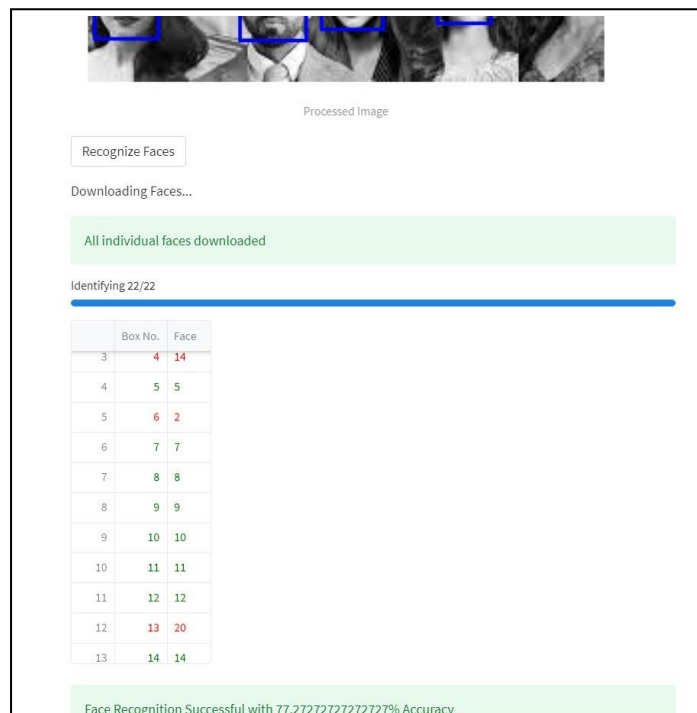 Processed Image
Recognize Faces
Downloading Faces...
All individual faces downloaded
Identifying 22/22
Box No. Face
3 4 14
4 5 5
5 6 2
6 7 7
7 8 8
8 9 9
9 10 10
10 11 11
11 12 12
12 13 20
13 14 14
Face Recognition Successful with 77.27272727272727% Accuracy